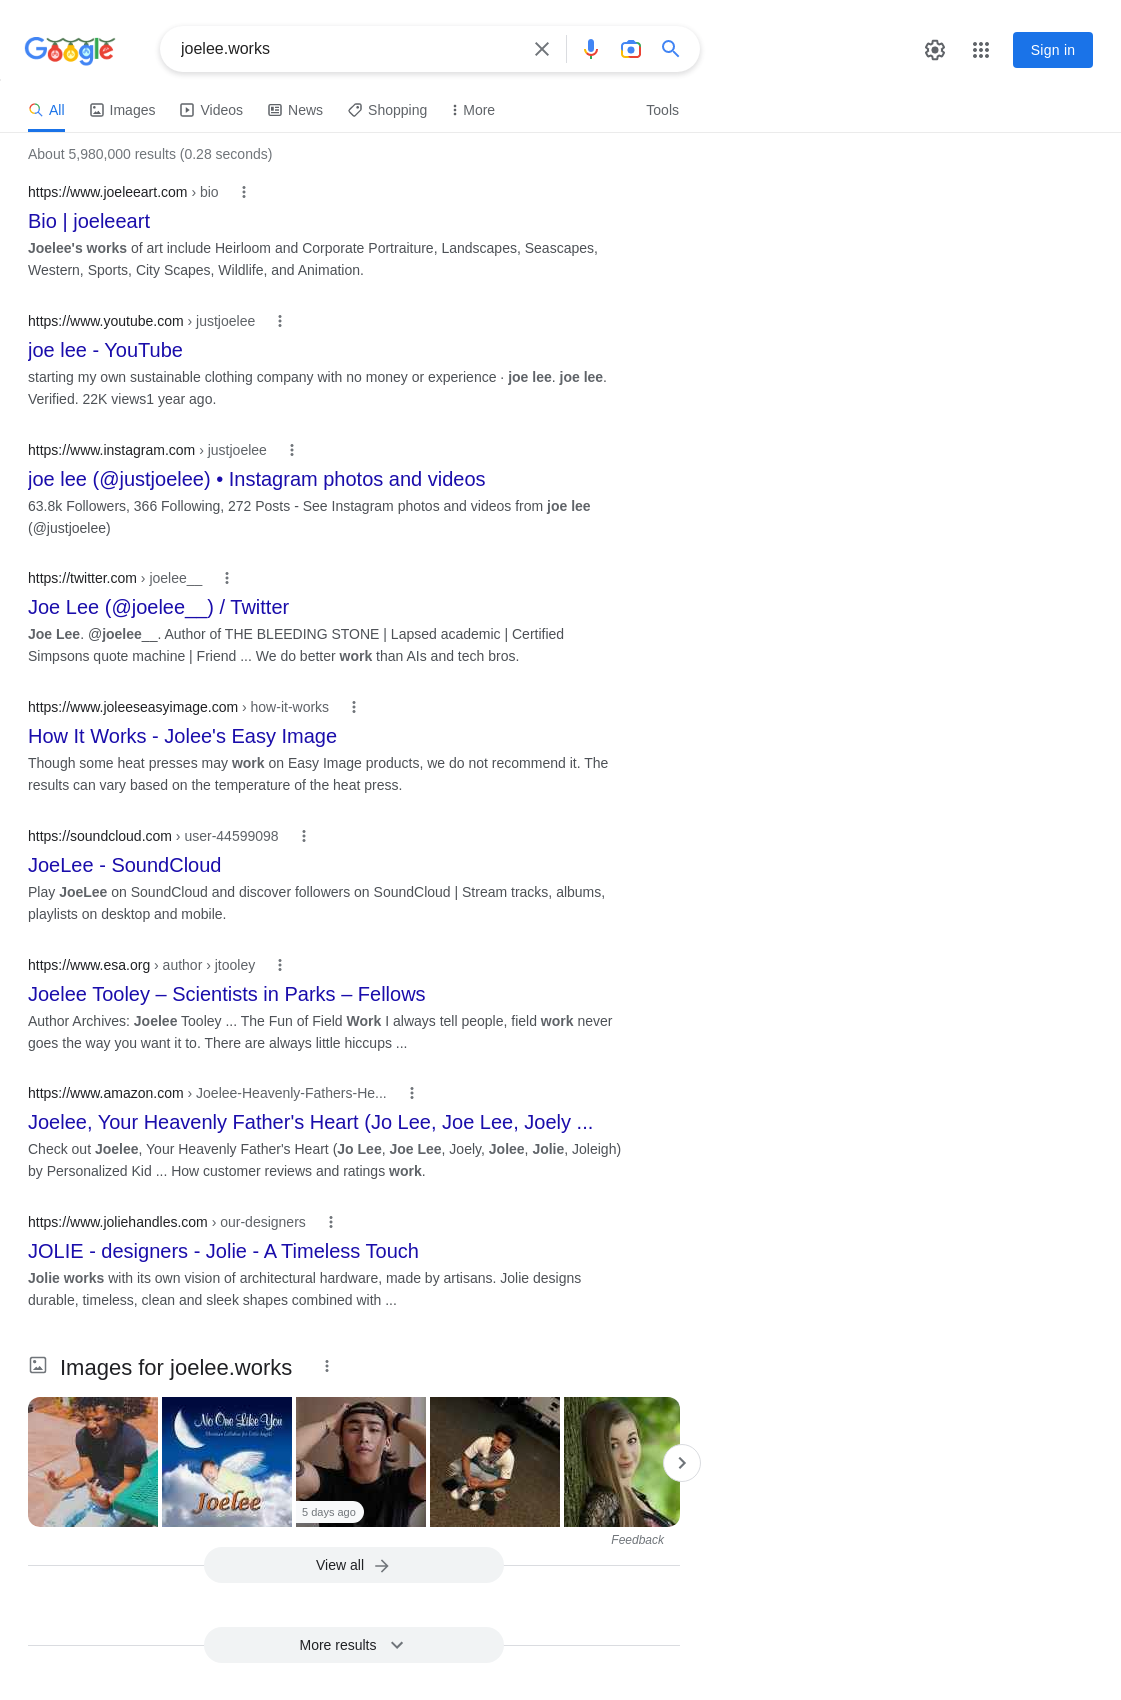 Google
joelee.works
Sign in
All
Images
Videos
News
Shopping
More
Tools
About 5,980,000 results (0.28 seconds)
https://www.joeleeart.com › bio
Bio | joeleeart
Joelee's works of art include Heirloom and Corporate Portraiture, Landscapes, Seascapes,
Western, Sports, City Scapes, Wildlife, and Animation.
https://www.youtube.com › justjoelee
joe lee - YouTube
starting my own sustainable clothing company with no money or experience · joe lee. joe lee.
Verified. 22K views1 year ago.
https://www.instagram.com › justjoelee
joe lee (@justjoelee) • Instagram photos and videos
63.8k Followers, 366 Following, 272 Posts - See Instagram photos and videos from joe lee
(@justjoelee)
https://twitter.com › joelee__
Joe Lee (@joelee__) / Twitter
Joe Lee. @joelee__. Author of THE BLEEDING STONE | Lapsed academic | Certified
Simpsons quote machine | Friend ... We do better work than AIs and tech bros.
https://www.joleeseasyimage.com › how-it-works
How It Works - Jolee's Easy Image
Though some heat presses may work on Easy Image products, we do not recommend it. The
results can vary based on the temperature of the heat press.
https://soundcloud.com › user-44599098
JoeLee - SoundCloud
Play JoeLee on SoundCloud and discover followers on SoundCloud | Stream tracks, albums,
playlists on desktop and mobile.
https://www.esa.org › author › jtooley
Joelee Tooley – Scientists in Parks – Fellows
Author Archives: Joelee Tooley ... The Fun of Field Work I always tell people, field work never
goes the way you want it to. There are always little hiccups ...
https://www.amazon.com › Joelee-Heavenly-Fathers-He...
Joelee, Your Heavenly Father's Heart (Jo Lee, Joe Lee, Joely ...
Check out Joelee, Your Heavenly Father's Heart (Jo Lee, Joe Lee, Joely, Jolee, Jolie, Joleigh)
by Personalized Kid ... How customer reviews and ratings work.
https://www.joliehandles.com › our-designers
JOLIE - designers - Jolie - A Timeless Touch
Jolie works with its own vision of architectural hardware, made by artisans. Jolie designs
durable, timeless, clean and sleek shapes combined with ...
Images for joelee.works
No One Like You
Joelee
5 days ago
Feedback
View all
More results